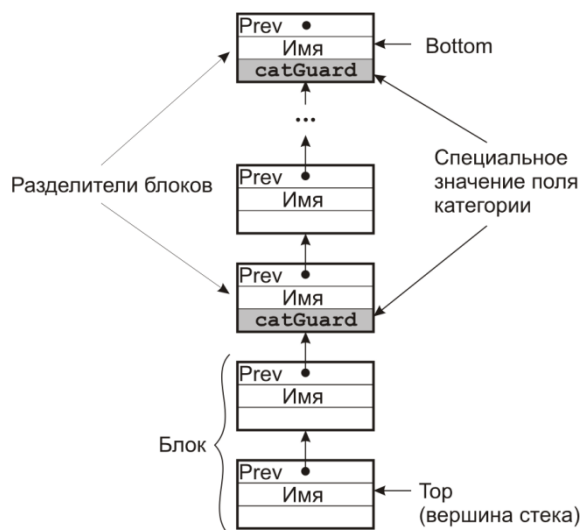 Prev
Имя
catGuard
Bottom
...
Разделители блоков
Специальное
значение поля
категории
Prev
Имя
Prev
Имя
catGuard
Prev
Имя
Блок
Prev
Имя
Top
(вершина стека)